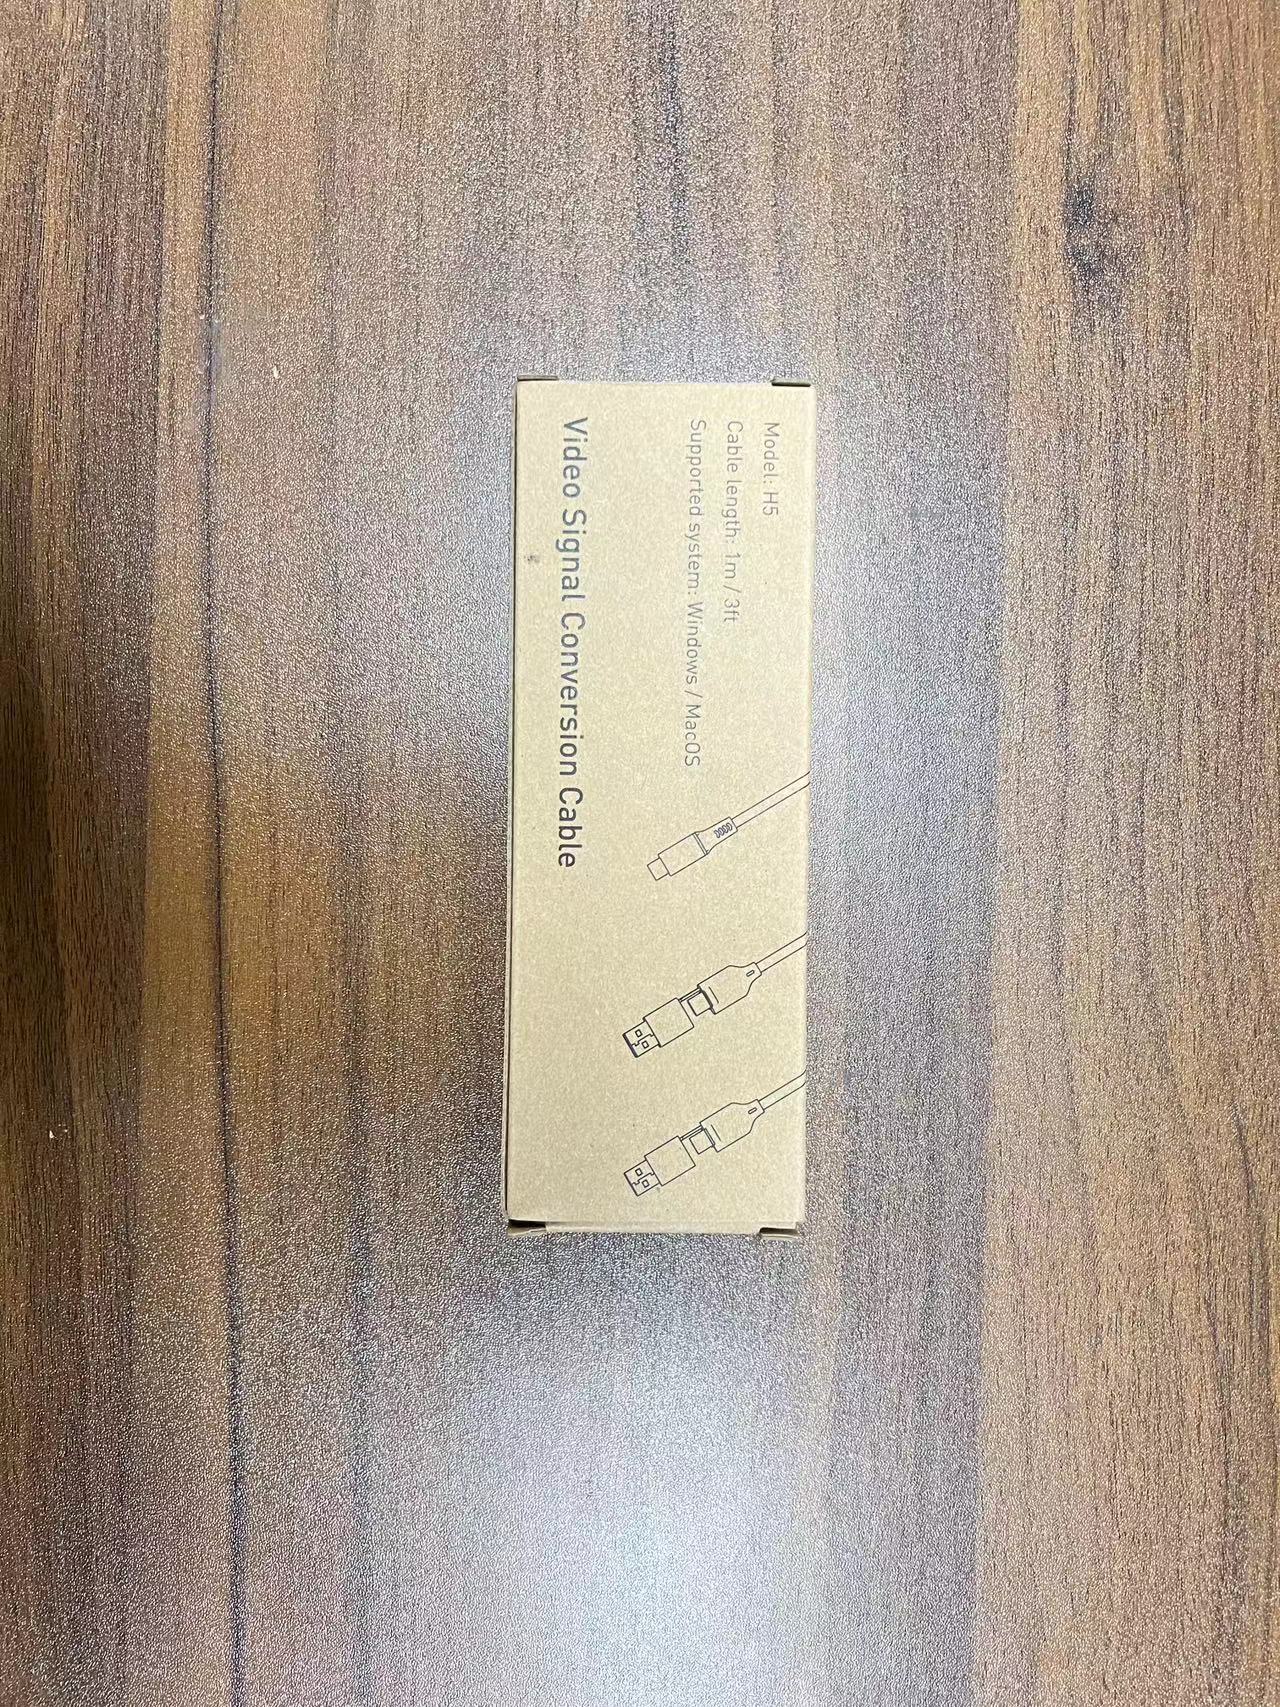 Model: H5
Cable length: 1m / 3ft
Supported system: Windows / MacOS
Video Signal Conversion Cable